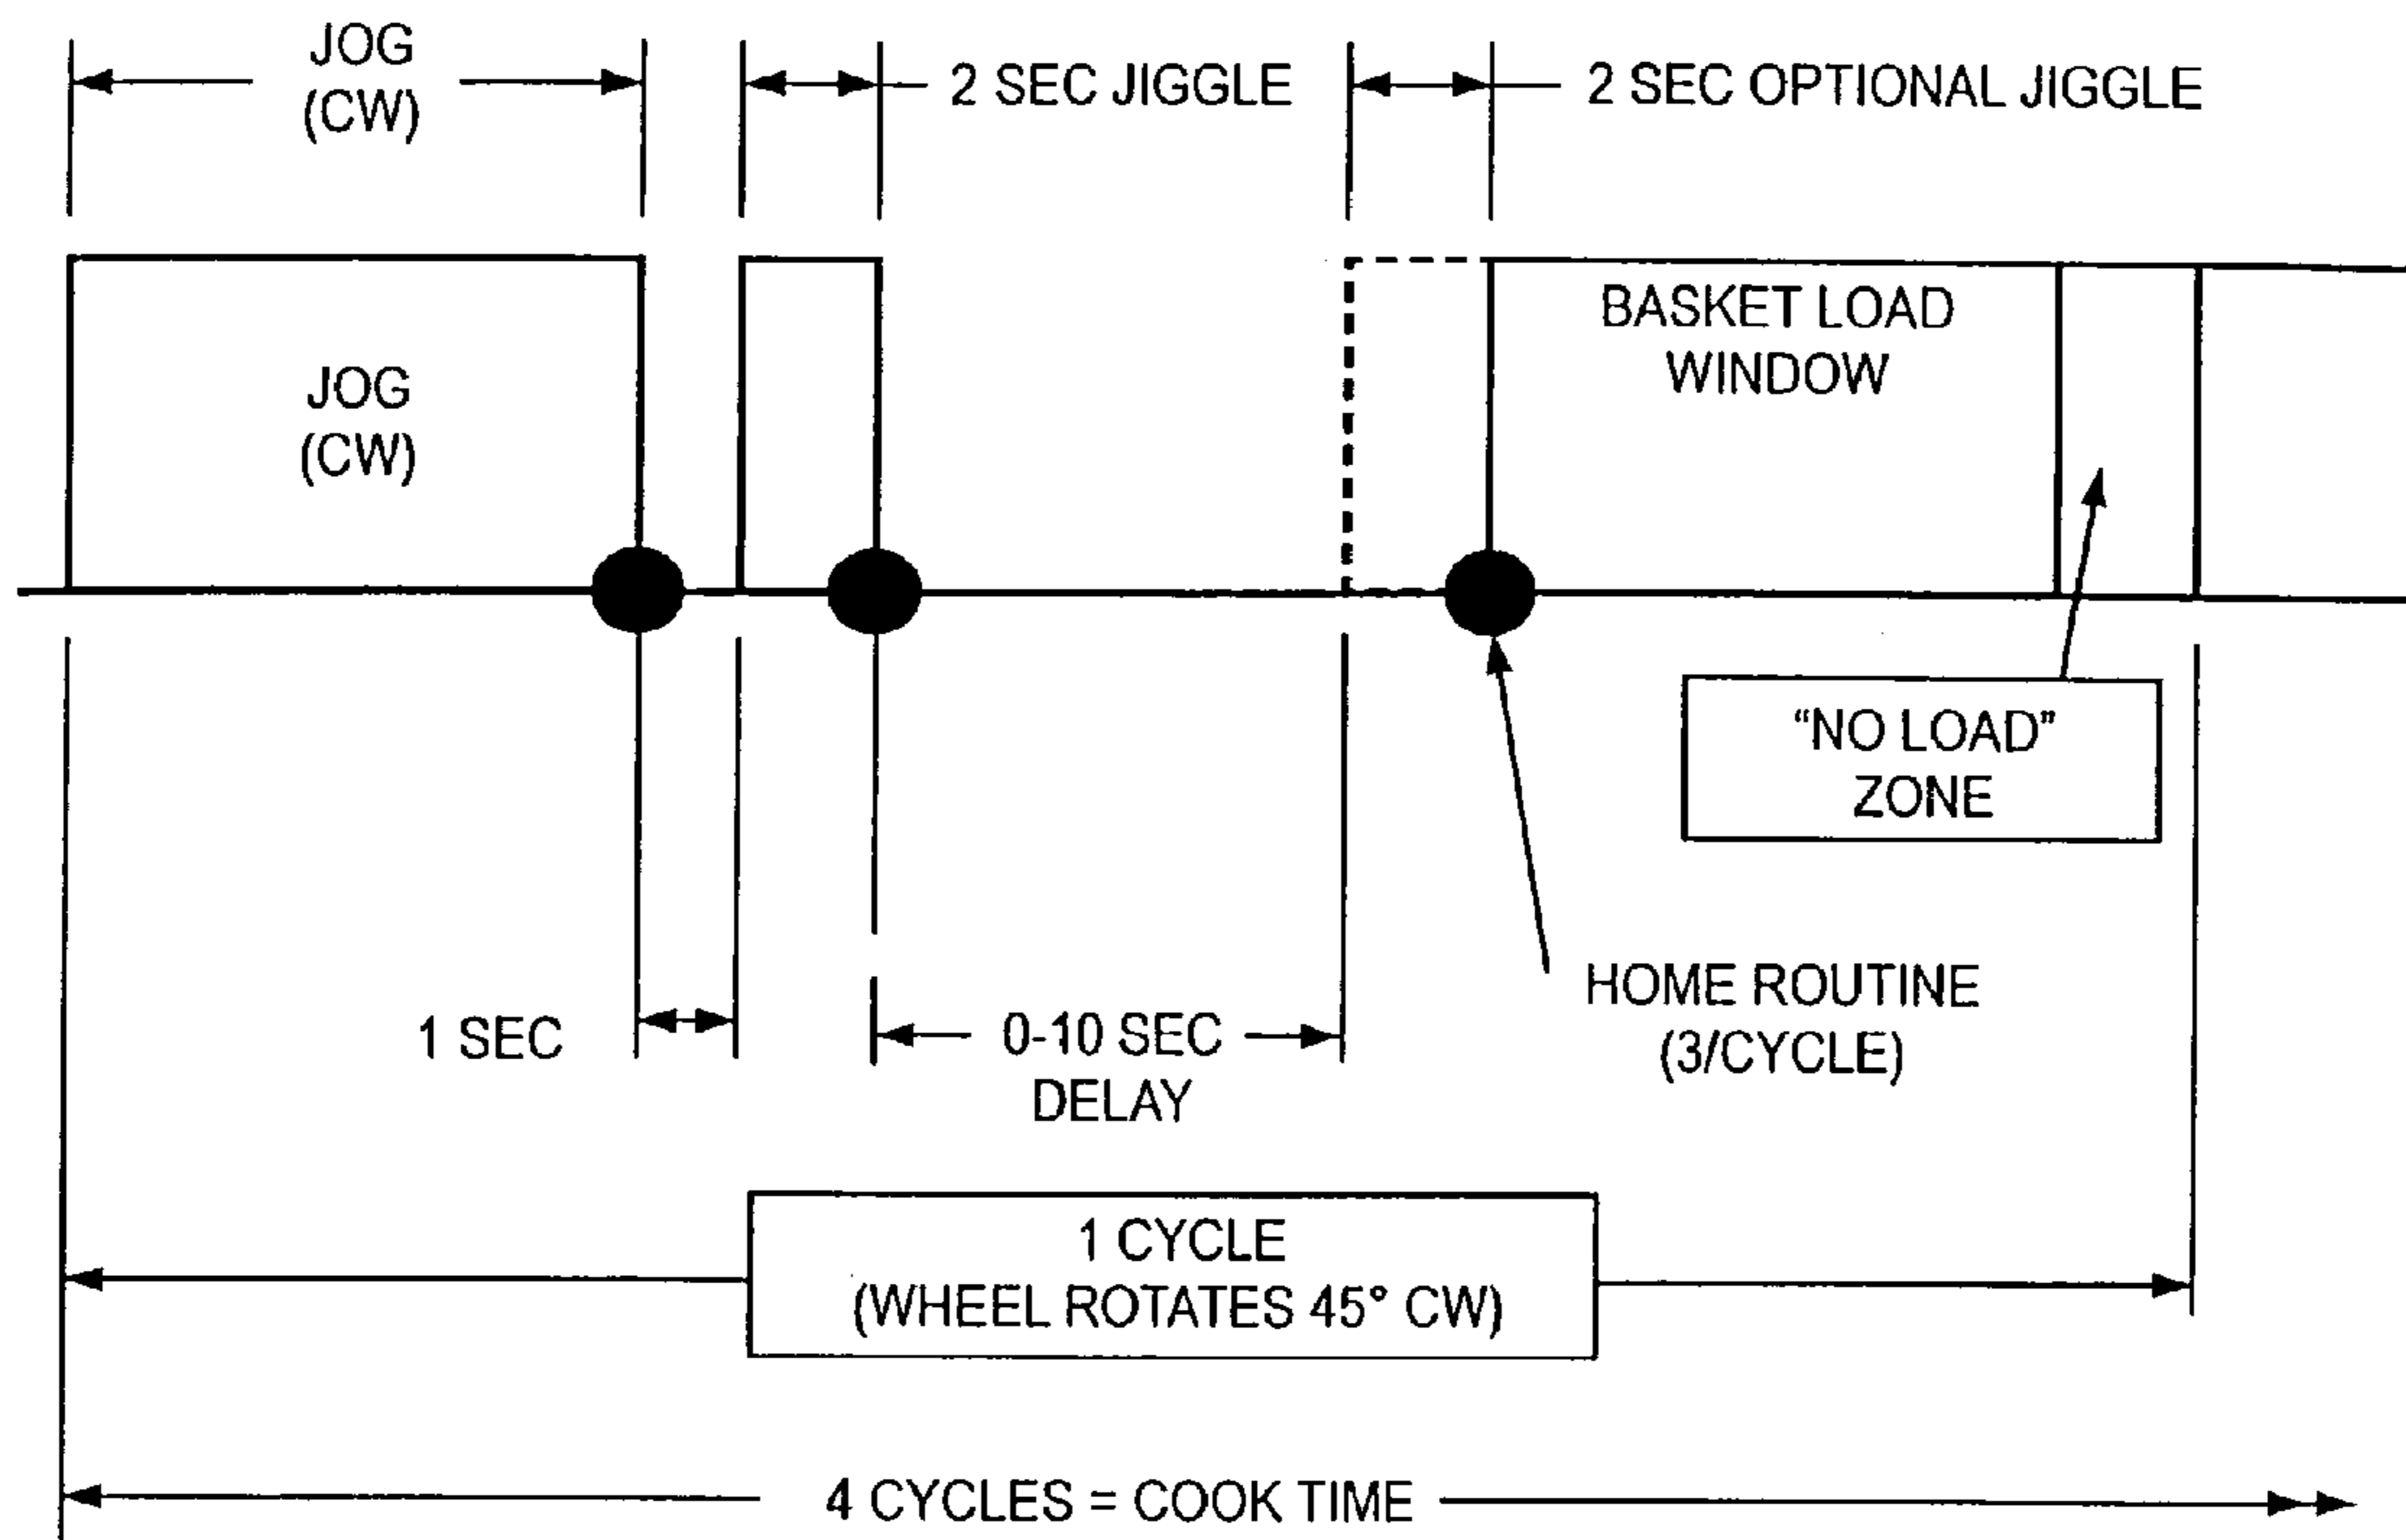 JOG
(CW)
2 SEC JIGGLE
2 SEC OPTIONAL JIGGLE
JOG
(CW)
BASKET LOAD
WINDOW
“NO LOAD”
ZONE
1 SEC
0-10 SEC
DELAY
HOME ROUTINE
(3/CYCLE)
1 CYCLE
(WHEEL ROTATES 45° CW)
4 CYCLES = COOK TIME